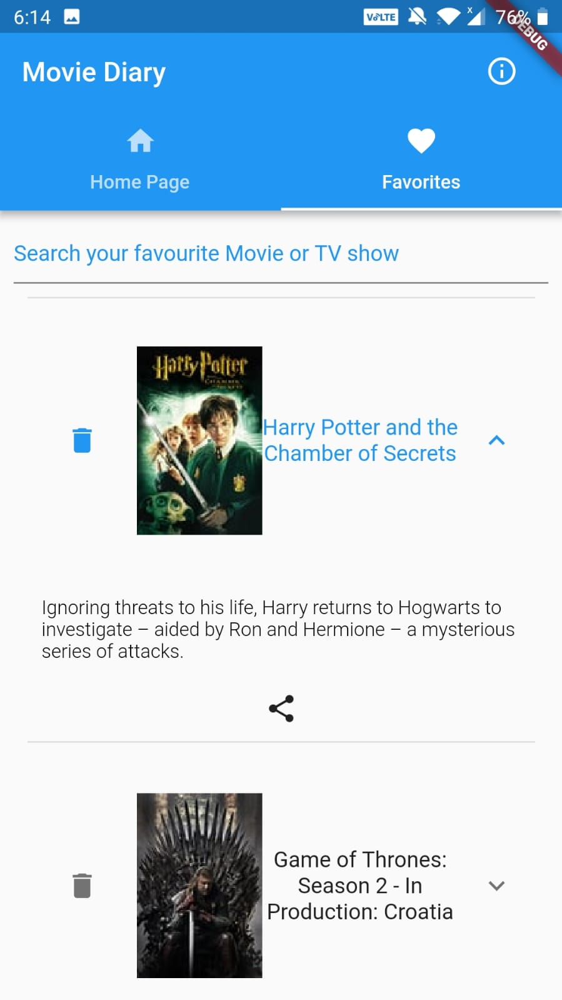 6:14
VoLTE
X
76%
DEBUG
Movie Diary
Home Page
Favorites
Search your favourite Movie or TV show
Harry Potter
CHAMBER
SECRETS
Harry Potter and the
Chamber of Secrets
Ignoring threats to his life, Harry returns to Hogwarts to
investigate – aided by Ron and Hermione – a mysterious
series of attacks.
Game of Thrones:
Season 2 - In
Production: Croatia